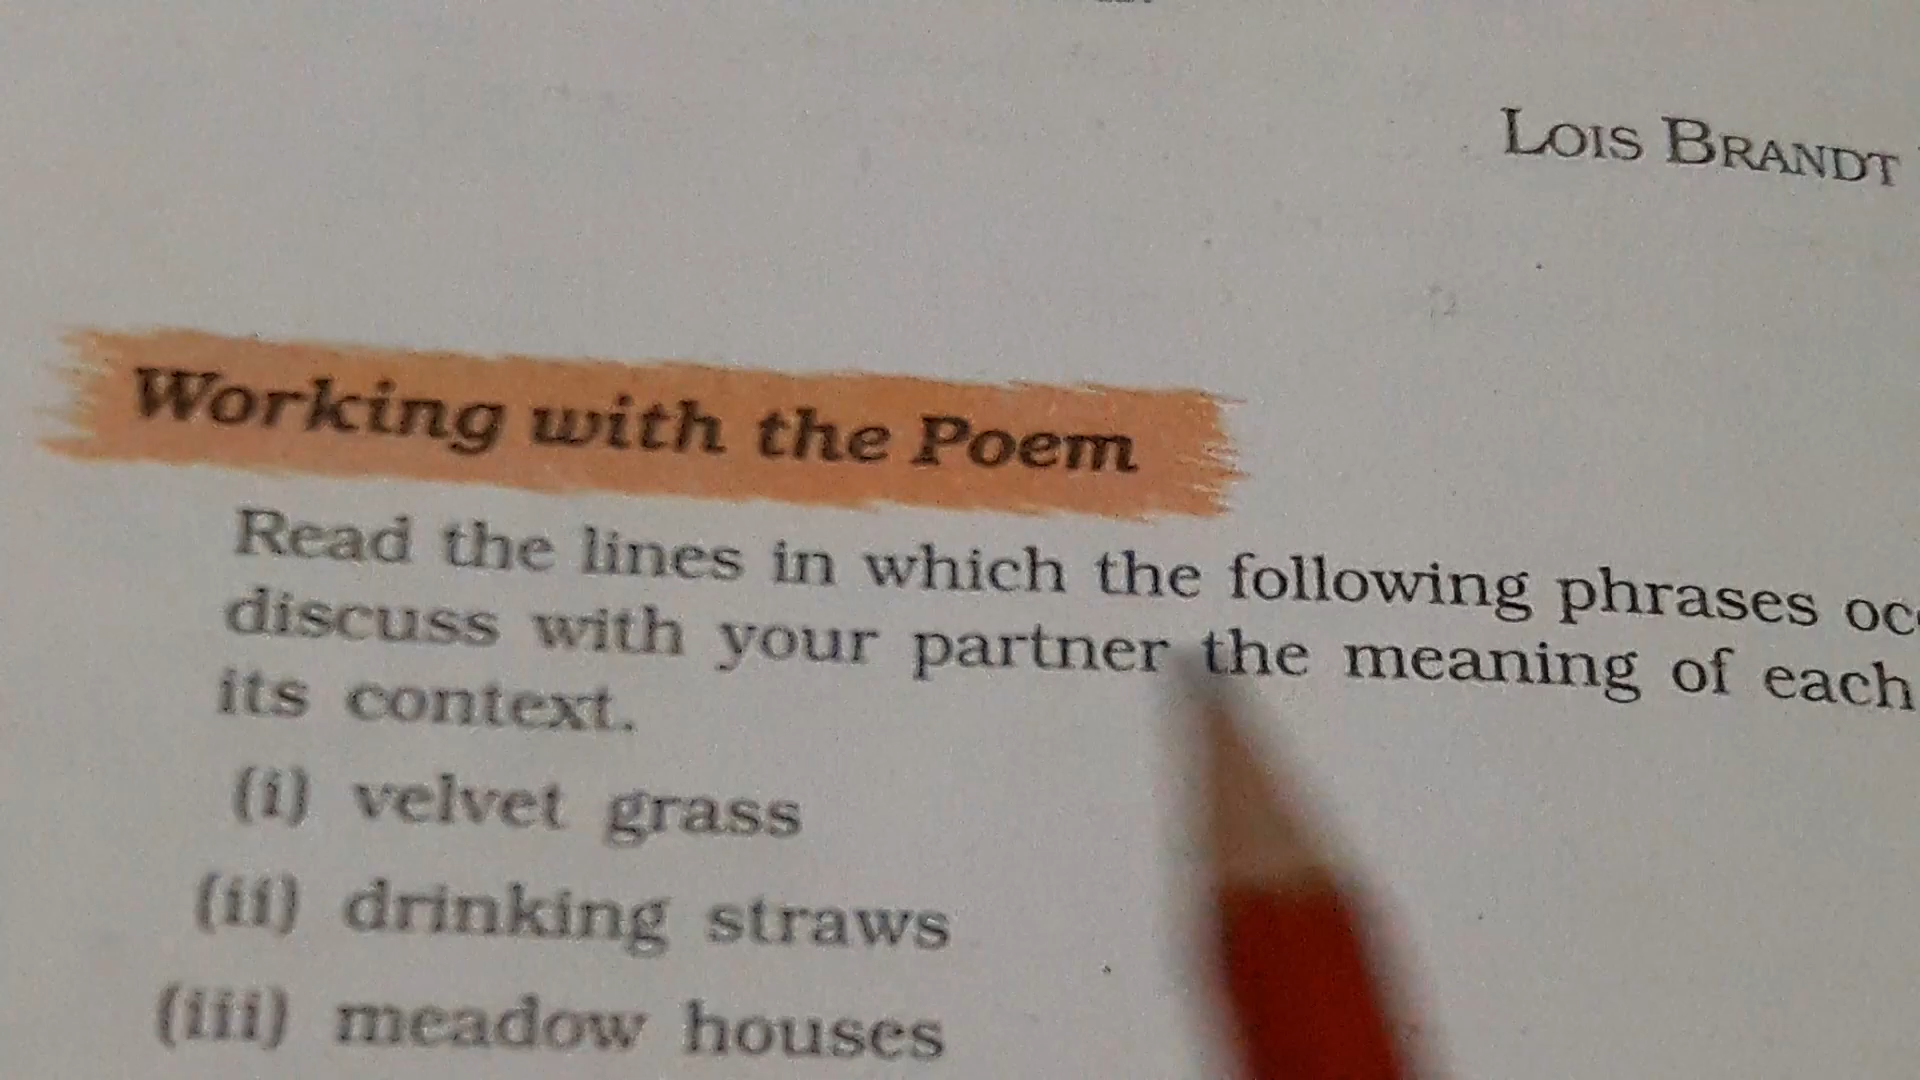 LOIS BRANDT
Working with the Poem
Read the lines in which the following phrases
discuss with your partner the meaning of each
its context.
(i) velvet grass
(ii) drinking straws
(iii) meadow houses